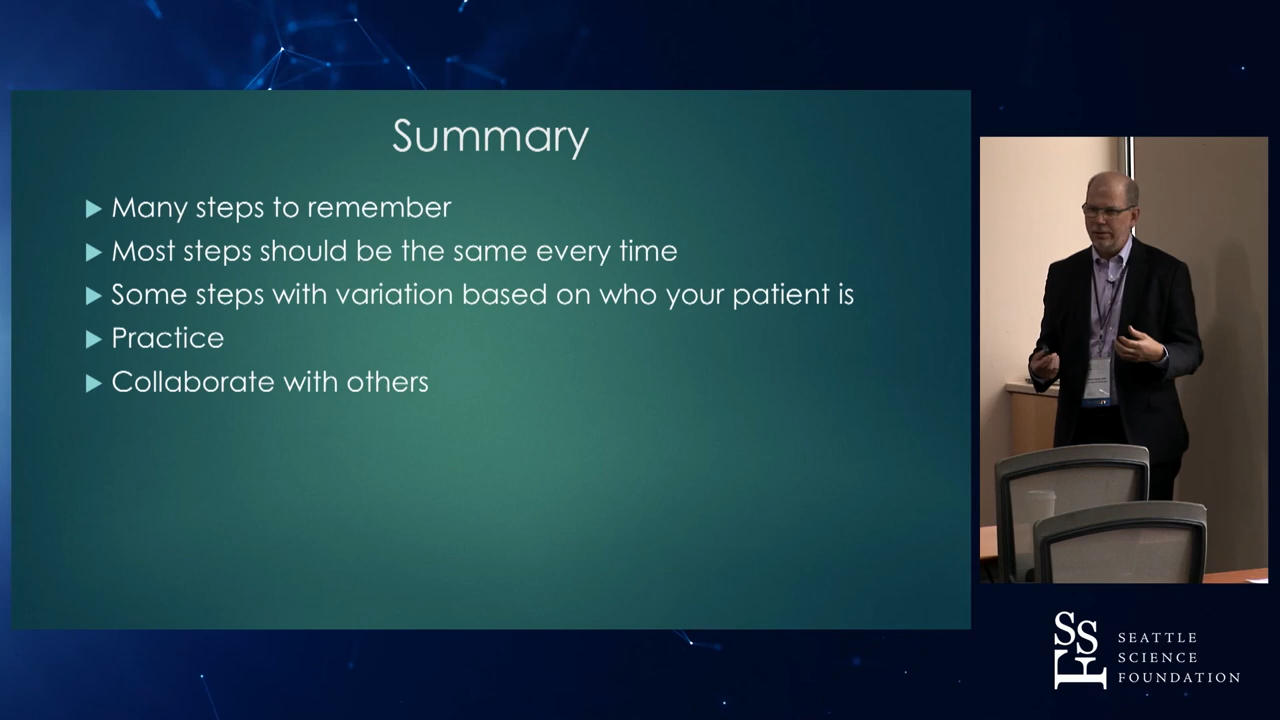 Summary
Many steps to remember
Most steps should be the same every time
Some steps with variation based on who your patient is
Practice
Collaborate with others
SSF
SEATTLE
SCIENCE
FOUNDATION